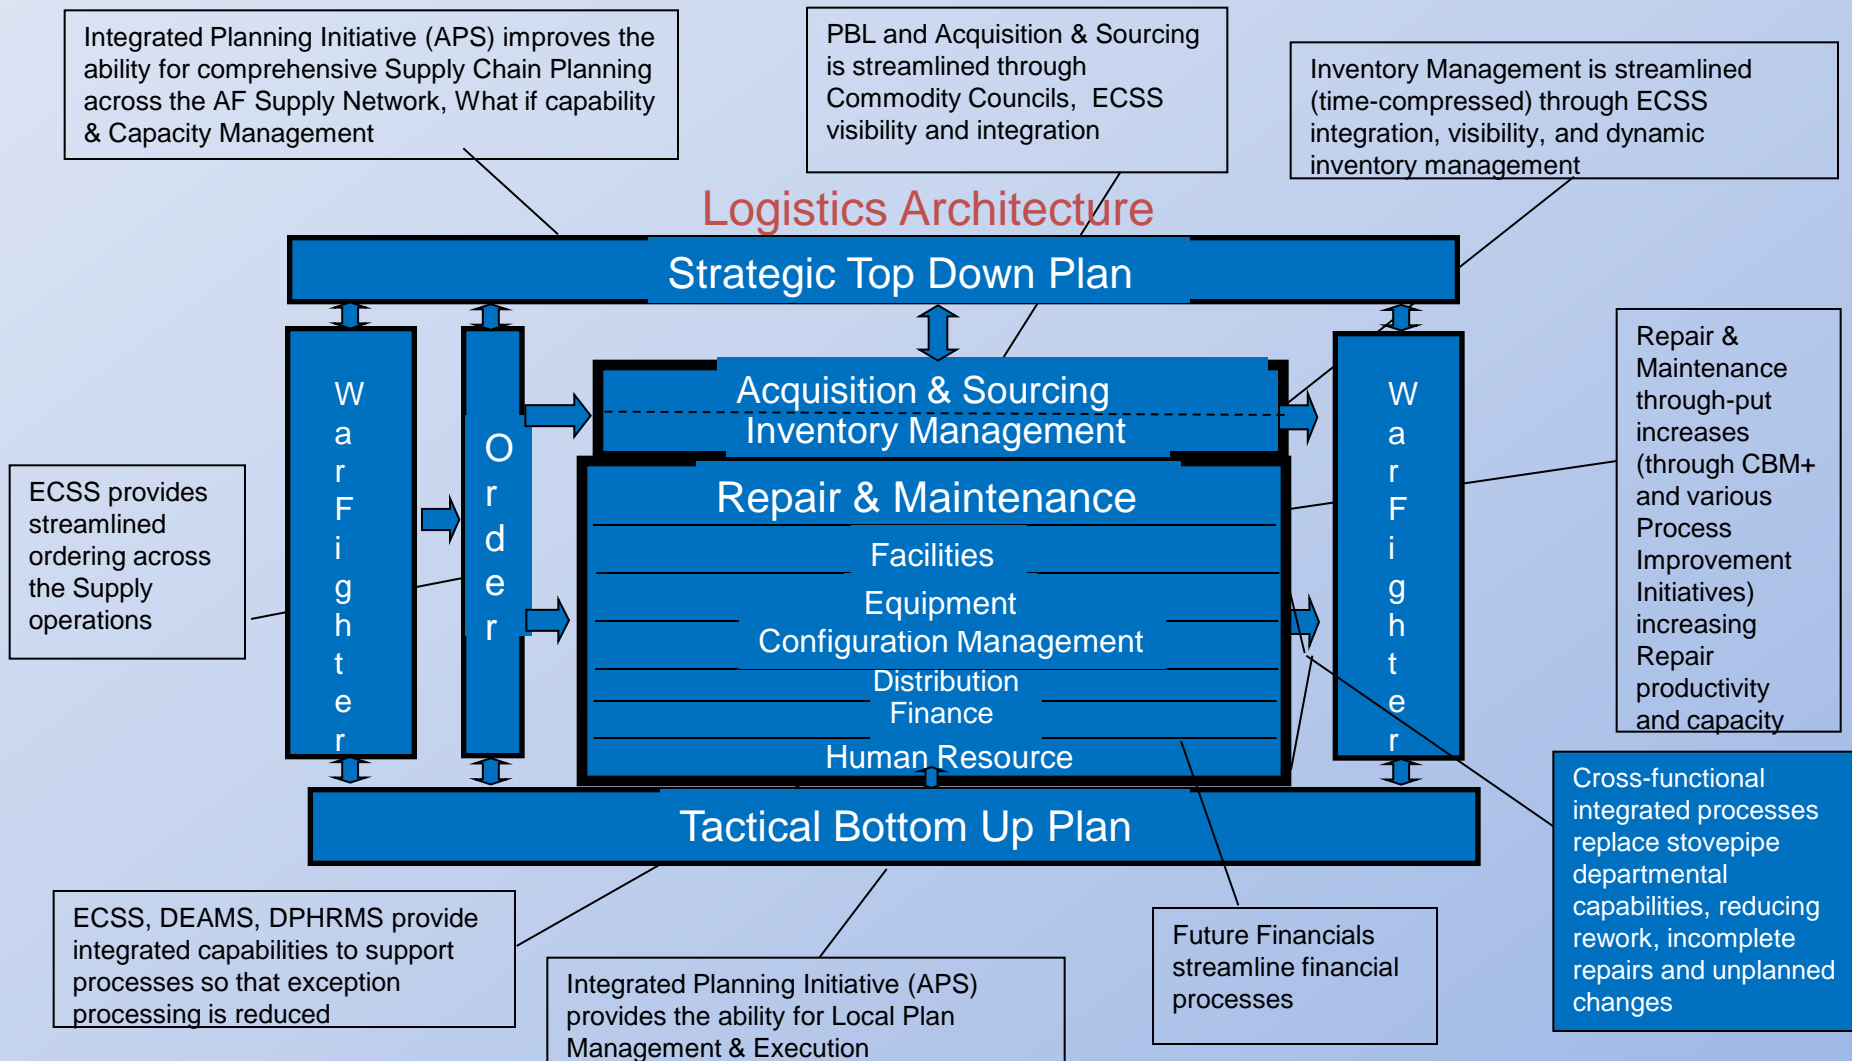 Integrated Planning Initiative (APS) improves the
ability for comprehensive Supply Chain Planning
across the AF Supply Network, What if capability
& Capacity Management
PBL and Acquisition & Sourcing
is streamlined through
Commodity Councils, ECSS
visibility and integration
Inventory Management is streamlined
(time-compressed) through ECSS
integration, visibility, and dynamic
inventory management
Logistics Architecture
Strategic Top Down Plan
WarFighter
Order
Acquisition & Sourcing
Inventory Management
Repair & Maintenance
Facilities
Equipment
Configuration Management
Distribution
Finance
Human Resource
WarFighter
Tactical Bottom Up Plan
ECSS provides
streamlined
ordering across
the Supply
operations
Repair &
Maintenance
through-put
increases
(through CBM+
and various
Process
Improvement
Initiatives)
increasing
Repair
productivity
and capacity
Cross-functional
integrated processes
replace stovepipe
departmental
capabilities, reducing
rework, incomplete
repairs and unplanned
changes
ECSS, DEAMS, DPHRMS provide
integrated capabilities to support
processes so that exception
processing is reduced
Integrated Planning Initiative (APS)
provides the ability for Local Plan
Management & Execution
Future Financials
streamline financial
processes